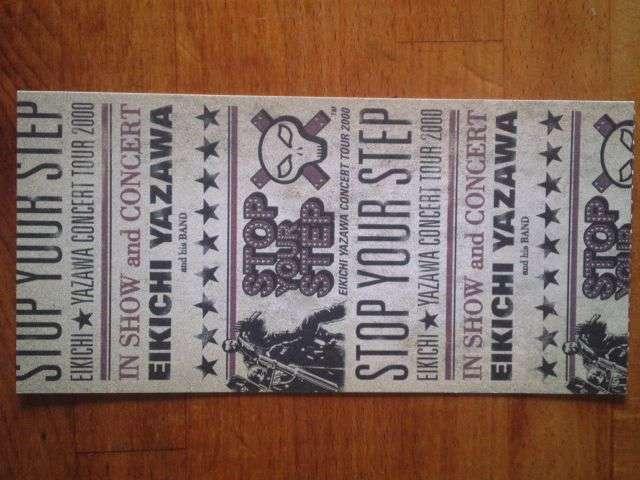 STOP YOUR STEP
EIKICHI ★ YAZAWA CONCERT TOUR 2000
IN SHOW and CONCERT
EIKICHI YAZAWA
and his BAND
TM
STOP
YOUR
STEP
EIKICHI YAZAWA CONCERT TOUR 2000
STOP YOUR STEP
EIKICHI ★ YAZAWA CONCERT TOUR 2000
IN SHOW and CONCERT
EIKICHI YAZAWA
and his BAND
STOP
YOUR